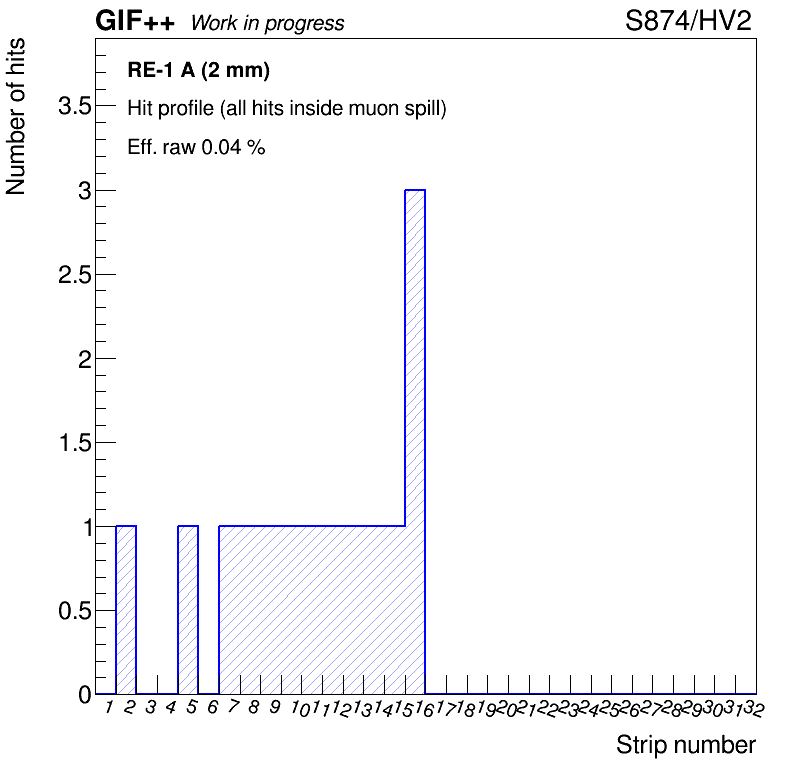 GIF++ Work in progress S874/HV2
Number of hits
RE-1 A (2 mm)
Hit profile (all hits inside muon spill)
Eff. raw 0.04 %
3.5
3
2.5
2
1.5
1
0.5
0
1 2 3 4 5 6 7 8 9 10 11 12 13 14 15 16 17 18 19 20 21 22 23 24 25 26 27 28 29 30 31 32
Strip number